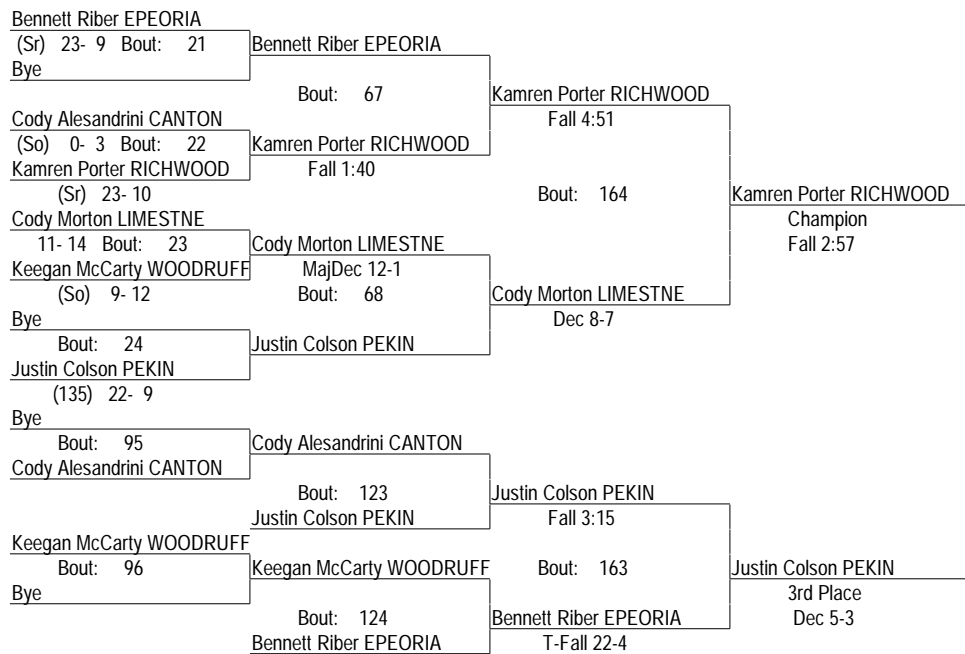 Bennett Riber EPEORIA
(Sr) 23- 9 Bout: 21 Bennett Riber EPEORIA
Bye
Bout: 67 Kamren Porter RICHWOOD
Cody Alesandrini CANTON Fall 4:51
(So) 0- 3 Bout: 22 Kamren Porter RICHWOOD
Kamren Porter RICHWOOD Fall 1:40
(Sr) 23- 10 Bout: 164 Kamren Porter RICHWOOD
Cody Morton LIMESTNE Champion
11- 14 Bout: 23 Cody Morton LIMESTNE Fall 2:57
Keegan McCarty WOODRUFF MajDec 12-1
(So) 9- 12 Bout: 68 Cody Morton LIMESTNE
Bye Dec 8-7
Bout: 24 Justin Colson PEKIN
Justin Colson PEKIN
(135) 22- 9
Bye
Bout: 95 Cody Alesandrini CANTON
Cody Alesandrini CANTON
Bout: 123 Justin Colson PEKIN
Justin Colson PEKIN Fall 3:15
Keegan McCarty WOODRUFF
Bout: 96 Keegan McCarty WOODRUFF Bout: 163 Justin Colson PEKIN
Bye 3rd Place
Bout: 124 Bennett Riber EPEORIA Dec 5-3
Bennett Riber EPEORIA T-Fall 22-4